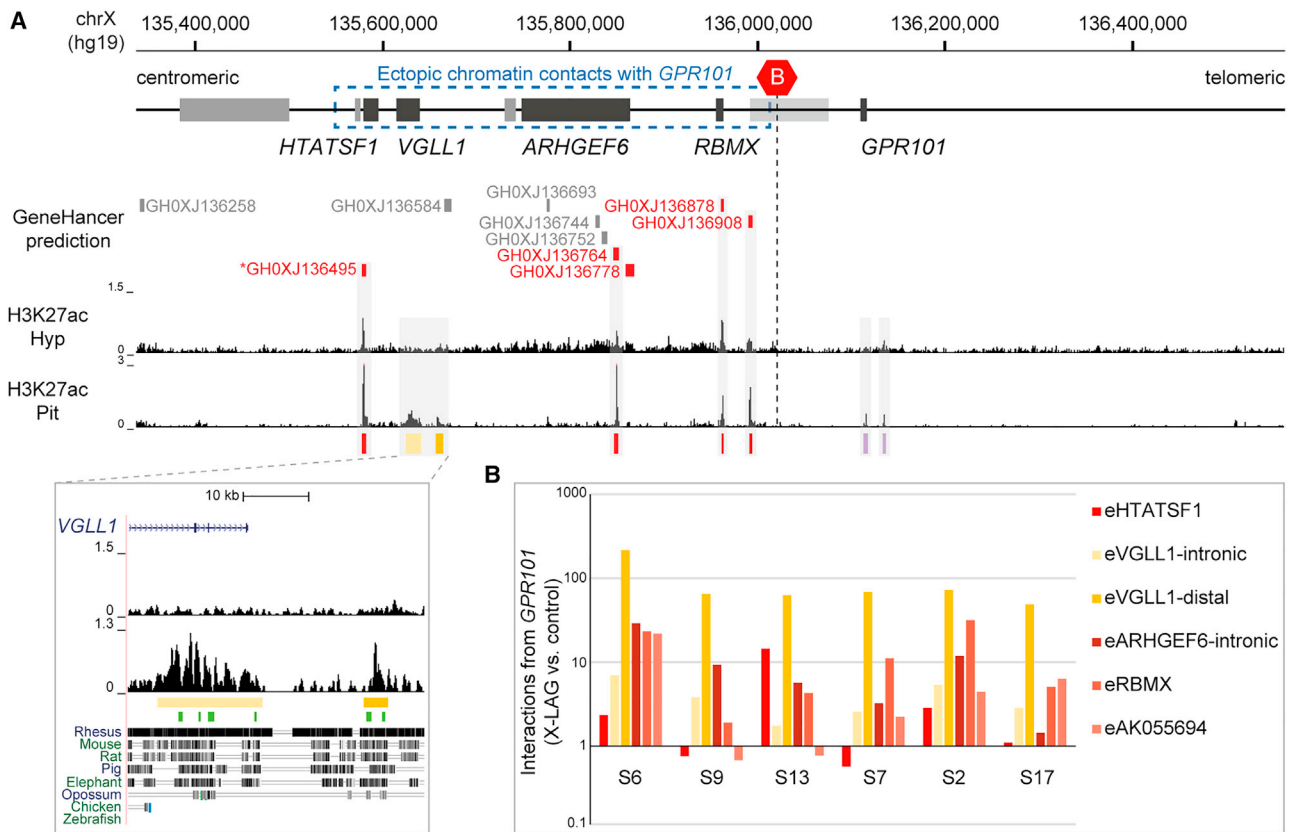 A
chrX
(hg19)
135,400,000 135,600,000 135,800,000 136,000,000 136,200,000 136,400,000
centromeric
Ectopic chromatin contacts with GPR101
B
telomeric
HTATSF1 VGLL1 ARHGEF6 RBMX GPR101
GeneHancer
prediction
GH0XJ136258
GH0XJ136584
GH0XJ136693
GH0XJ136744
GH0XJ136752
GH0XJ136764
GH0XJ136778
GH0XJ136878
GH0XJ136908
*GH0XJ136495
1.5
H3K27ac
Hyp
0
3
H3K27ac
Pit
0
10 kb
VGLL1
1.5
0
1.3
0
Rhesus
Mouse
Rat
Pig
Elephant
Opossum
Chicken
Zebrafish
B
Interactions from GPR101
(X-LAG vs. control)
1000
100
10
1
0.1
S6 S9 S13 S7 S2 S17
eHTATSF1
eVGLL1-intronic
eVGLL1-distal
eARHGEF6-intronic
eRBMX
eAK055694